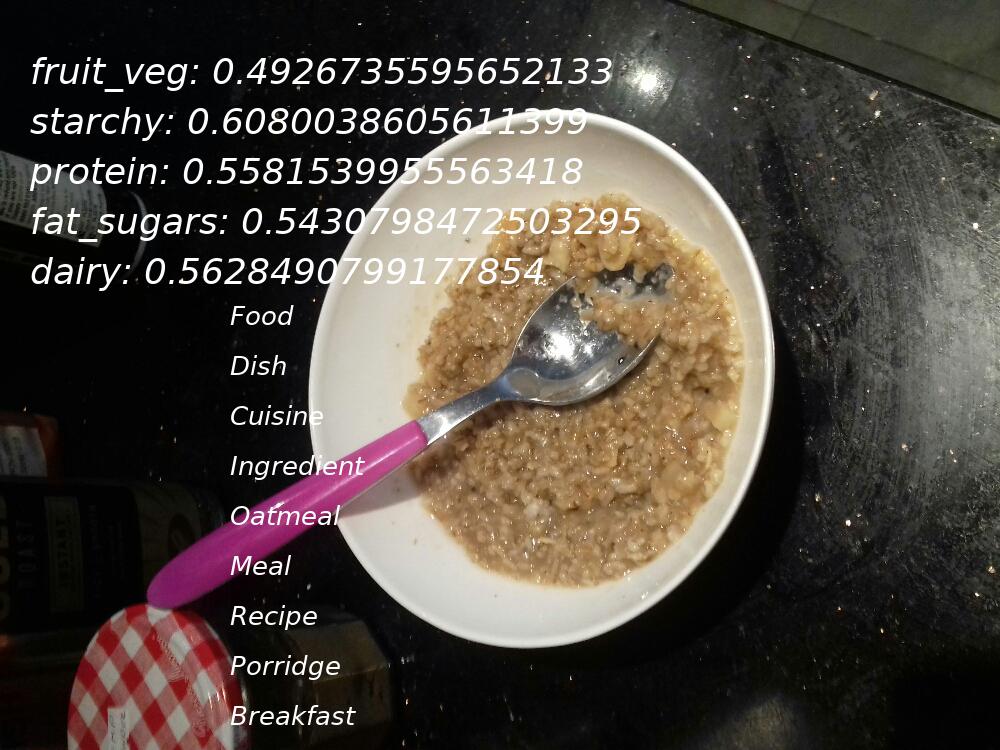 fruit_veg: 0.4926735595652133
starchy: 0.6080038605611399
protein: 0.5581539955563418
fat_sugars: 0.5430798472503295
dairy: 0.5628490799177854
Food
Dish
Cuisine
Ingredient
Oatmeal
Meal
Recipe
Porridge
Breakfast
ROAST